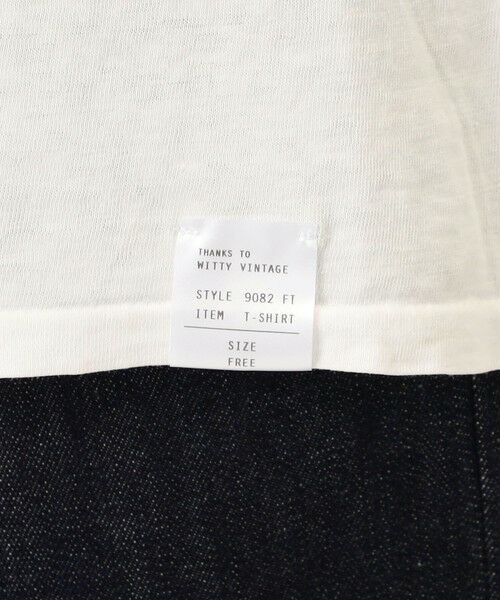 THANKS TO
WITTY VINTAGE
STYLE 9082 FT
ITEM T-SHIRT
SIZE
FREE